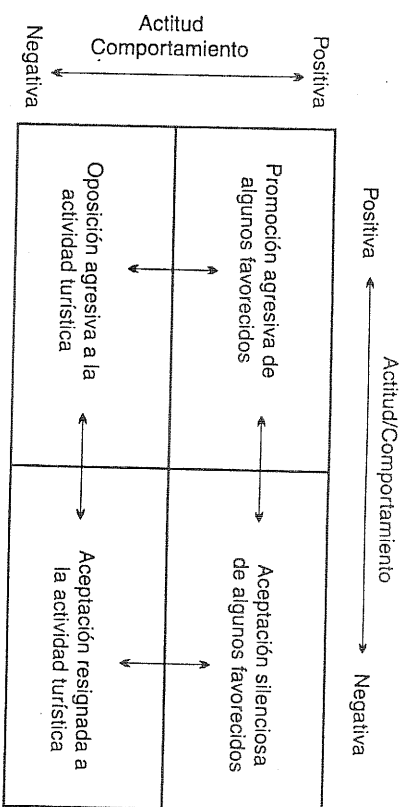 Actitud/Comportamiento
Positiva
Negativa
Positiva
Actitud
Comportamiento
Negativa
Promoción agresiva de
algunos favorecidos
Aceptación silenciosa
de algunos favorecidos
Oposición agresiva a la
actividad turística
Aceptación resignada a
la actividad turística